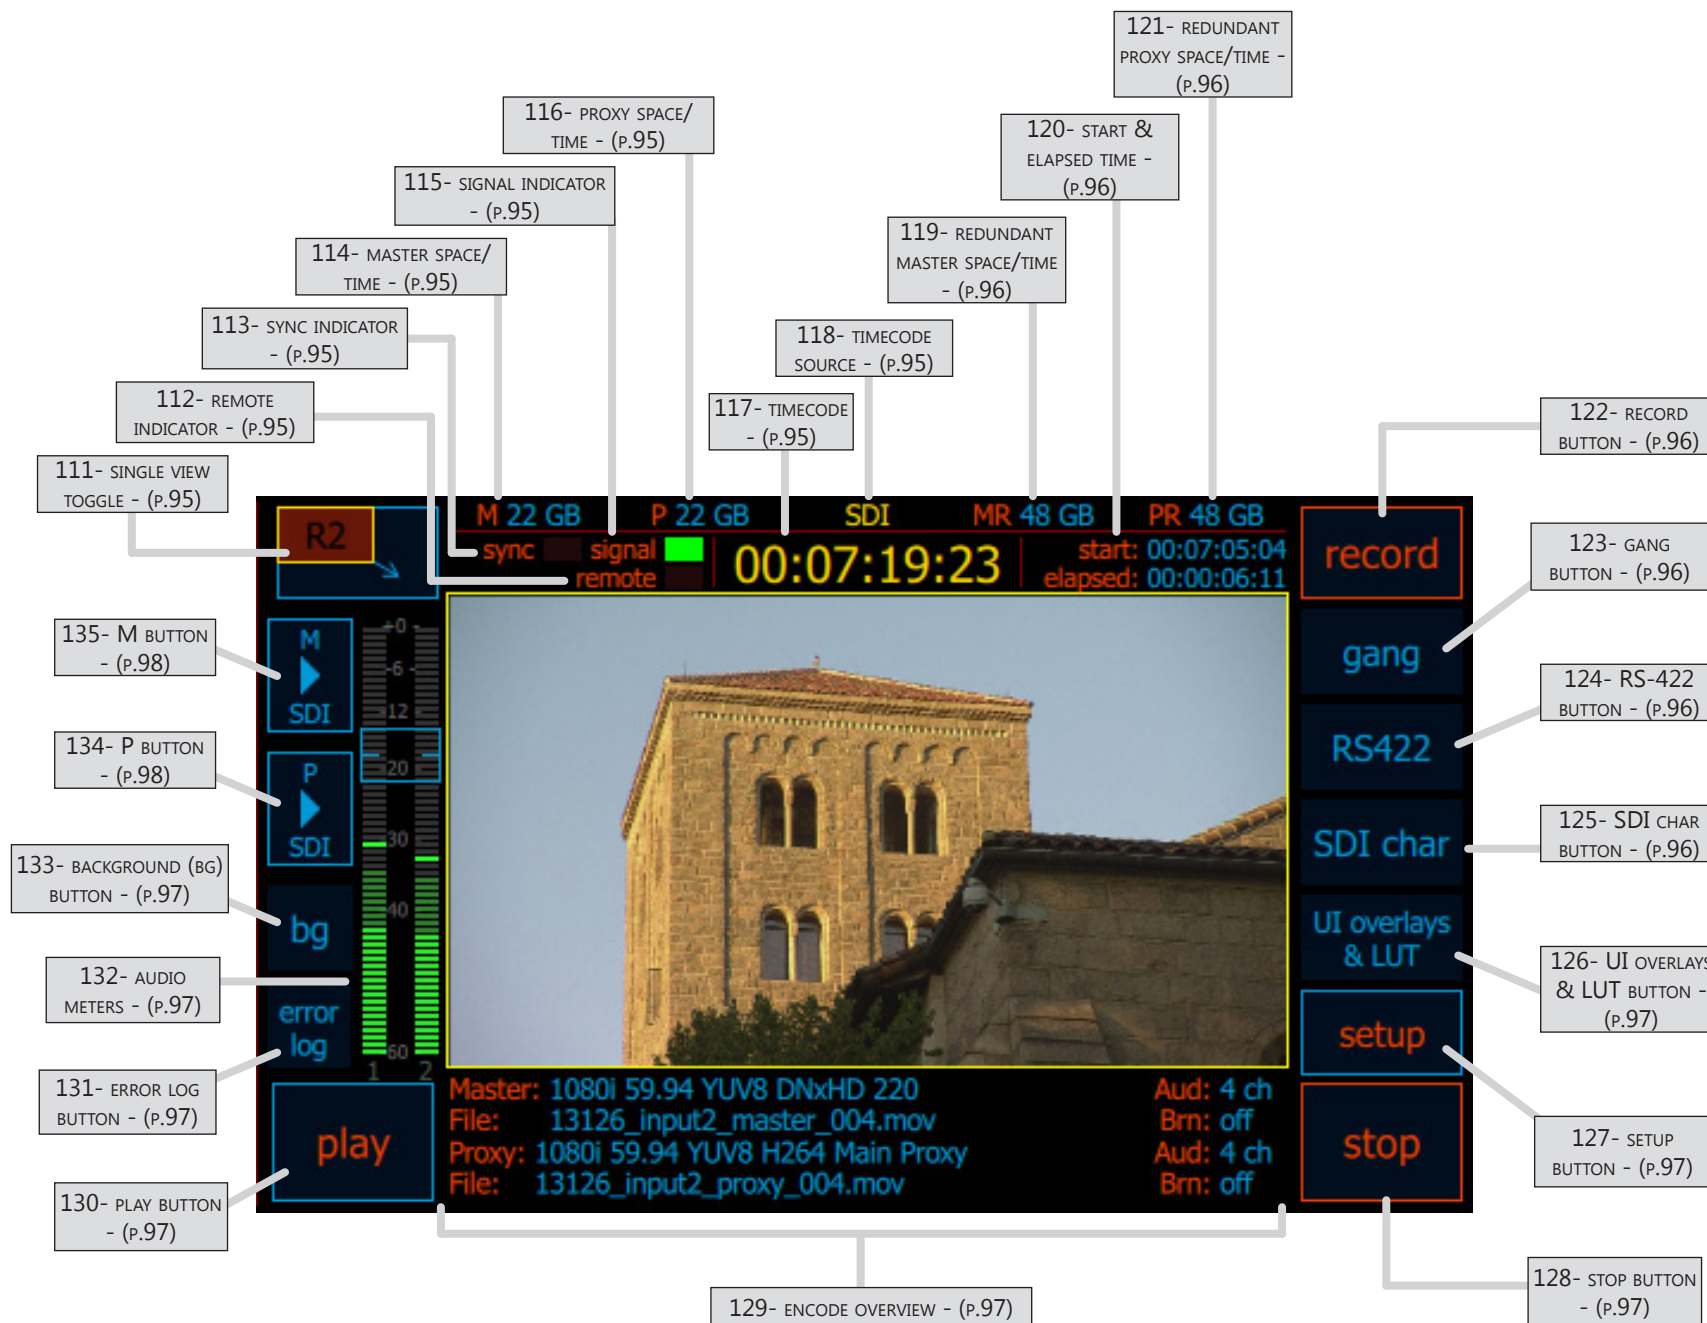 121- REDUNDANT
PROXY SPACE/TIME -
(P.96)
116- PROXY SPACE/
TIME - (P.95)
120- START &
ELAPSED TIME -
(P.96)
115- SIGNAL INDICATOR
- (P.95)
119- REDUNDANT
MASTER SPACE/TIME
- (P.96)
114- MASTER SPACE/
TIME - (P.95)
113- SYNC INDICATOR
- (P.95)
118- TIMECODE
SOURCE - (P.95)
112- REMOTE
INDICATOR - (P.95)
117- TIMECODE
- (P.95)
122- RECORD
BUTTON - (P.96)
111- SINGLE VIEW
TOGGLE - (P.95)
R2
M 22 GB
P 22 GB
SDI
MR 48 GB
PR 48 GB
sync
signal
remote
00:07:19:23
start: 00:07:05:04
elapsed: 00:00:06:11
record
123- GANG
BUTTON - (P.96)
gang
135- M BUTTON
- (P.98)
M
SDI
124- RS-422
BUTTON - (P.96)
RS422
134- P BUTTON
- (P.98)
P
SDI
+0 -
-6 -
-12
-20
-30
-40
-60
1 2
125- SDI CHAR
BUTTON - (P.96)
SDI char
133- BACKGROUND (BG)
BUTTON - (P.97)
bg
UI overlays
& LUT
126- UI OVERLAYS
& LUT BUTTON -
(P.97)
132- AUDIO
METERS - (P.97)
error
log
setup
131- ERROR LOG
BUTTON - (P.97)
127- SETUP
BUTTON - (P.97)
play
Master: 1080i 59.94 YUV8 DNxHD 220 Aud: 4 ch
File: 13126_input2_master_004.mov Brn: off
Proxy: 1080i 59.94 YUV8 H264 Main Proxy Aud: 4 ch
File: 13126_input2_proxy_004.mov Brn: off
stop
130- PLAY BUTTON
- (P.97)
129- ENCODE OVERVIEW - (P.97)
128- STOP BUTTON
- (P.97)